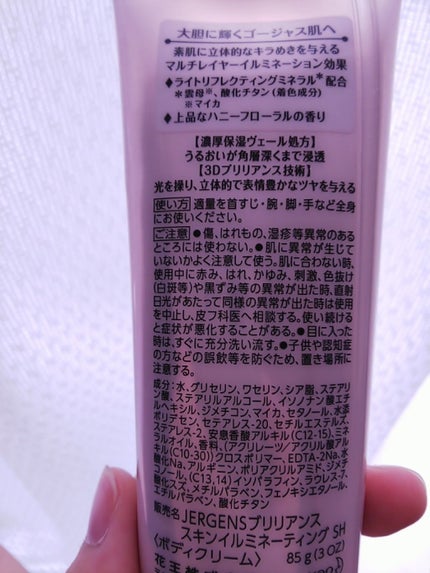 大胆に輝くゴージャス肌へ
素肌に立体的なキラめきを与える
マルチレイヤーイルミネーション効果
♦ライトリフレクティングミネラル*配合
*雲母※、酸化チタン(着色成分)
※マイカ
♦上品なハニーフローラルの香り
【濃厚保湿ヴェール処方】
うるおいが角層深くまで浸透
【3Dブリリアンス技術】
光を操り、立体的で表情豊かなツヤを与える
使い方 適量を首すじ・腕・脚・手など全身
にお使いください。
ご注意 ●傷、はれもの、湿疹等異常のある
ところには使わない。●肌に異常が生じて
いないかよく注意して使う。肌に合わない時、
使用中に赤み、はれ、かゆみ、刺激、色抜け
(白斑等)や黒ずみ等の異常が出た時、直射
日光があたって同様の異常が出た時は使用
を中止し、皮フ科医へ相談する。使い続ける
と症状が悪化することがある。●目に入った
時は、すぐに充分洗い流す。●子供や認知症
の方などの誤飲等を防ぐため、置き場所に
注意する。
成分:水、グリセリン、ワセリン、シア脂、ステアリ
ン酸、ステアリルアルコール、イソノナン酸エチ
ルヘキシル、ジメチコン、マイカ、セタノール、水添
ポリデセン、ステアレス-20、セチルエステルズ、
ステアレス-2、安息香酸アルキル(C12-15)、ミネ
ラルオイル、香料、(アクリレーツ/アクリル酸アル
キル(C10-30))クロスポリマー、EDTA-2Na、水
酸化Na、アルギニン、ポリアクリルアミド、ジメチ
コノール、(C13,14)イソパラフィン、ラウレス-7、
酸化スズ、メチルパラベン、フェノキシエタノール、
エチルパラベン、酸化チタン
販売名 JERGENSブリリアンス
スキンイルミネーティング SH
〈ボディクリーム〉 85g(3 OZ)
花王株